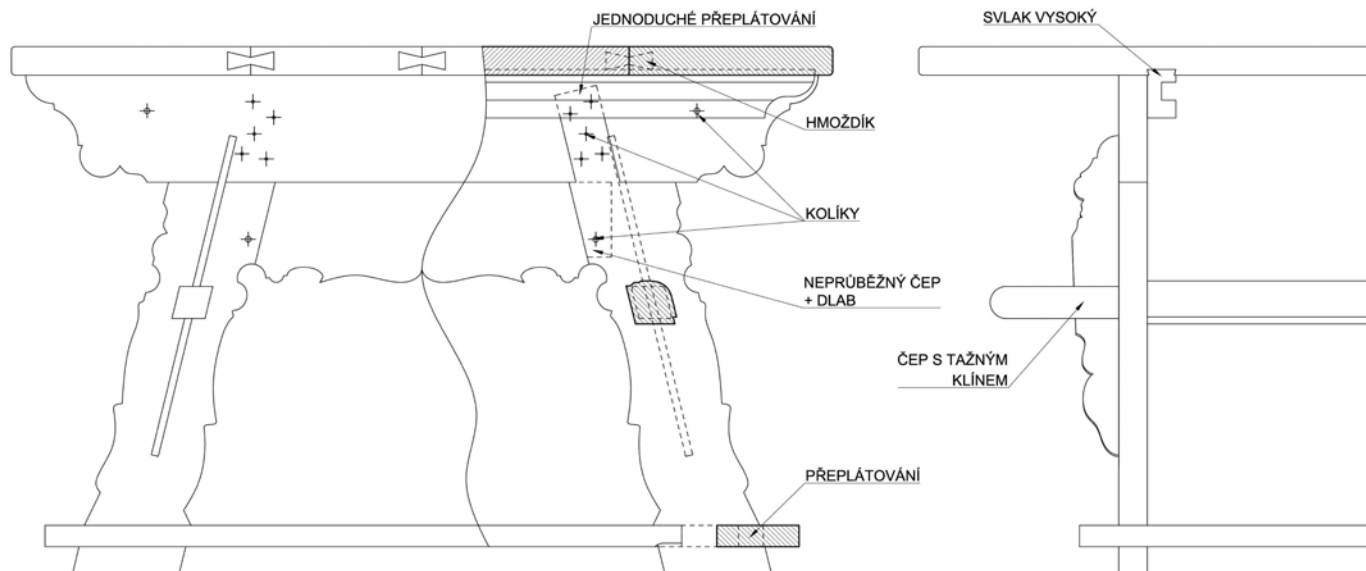 JEDNODUCHÉ PŘEPLÁTOVÁNÍ
SVLAK VYSOKÝ
HMOŽDÍK
KOLÍKY
NEPRŮBĚŽNÝ ČEP
+ DLAB
ČEP S TAŽNÝM
KLÍNEM
PŘEPLÁTOVÁNÍ